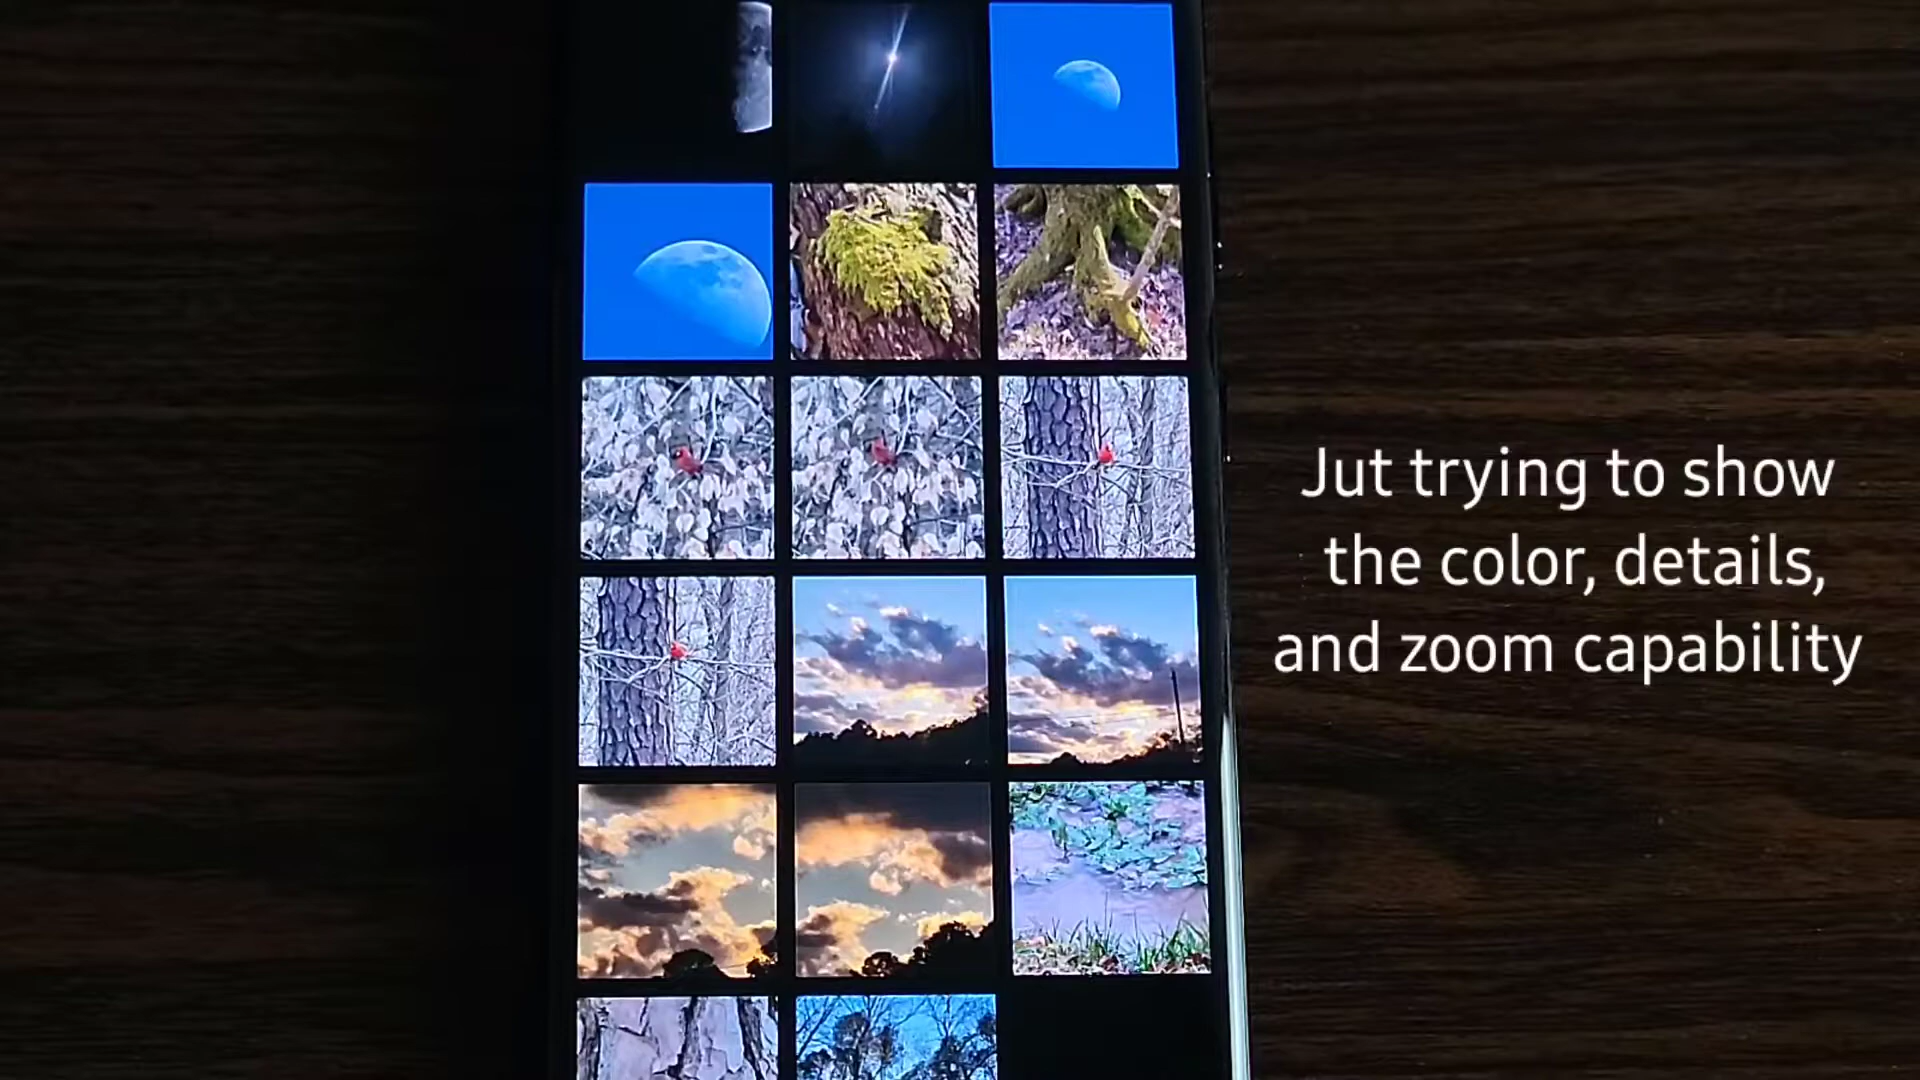 Jut trying to show
the color, details,
and zoom capability